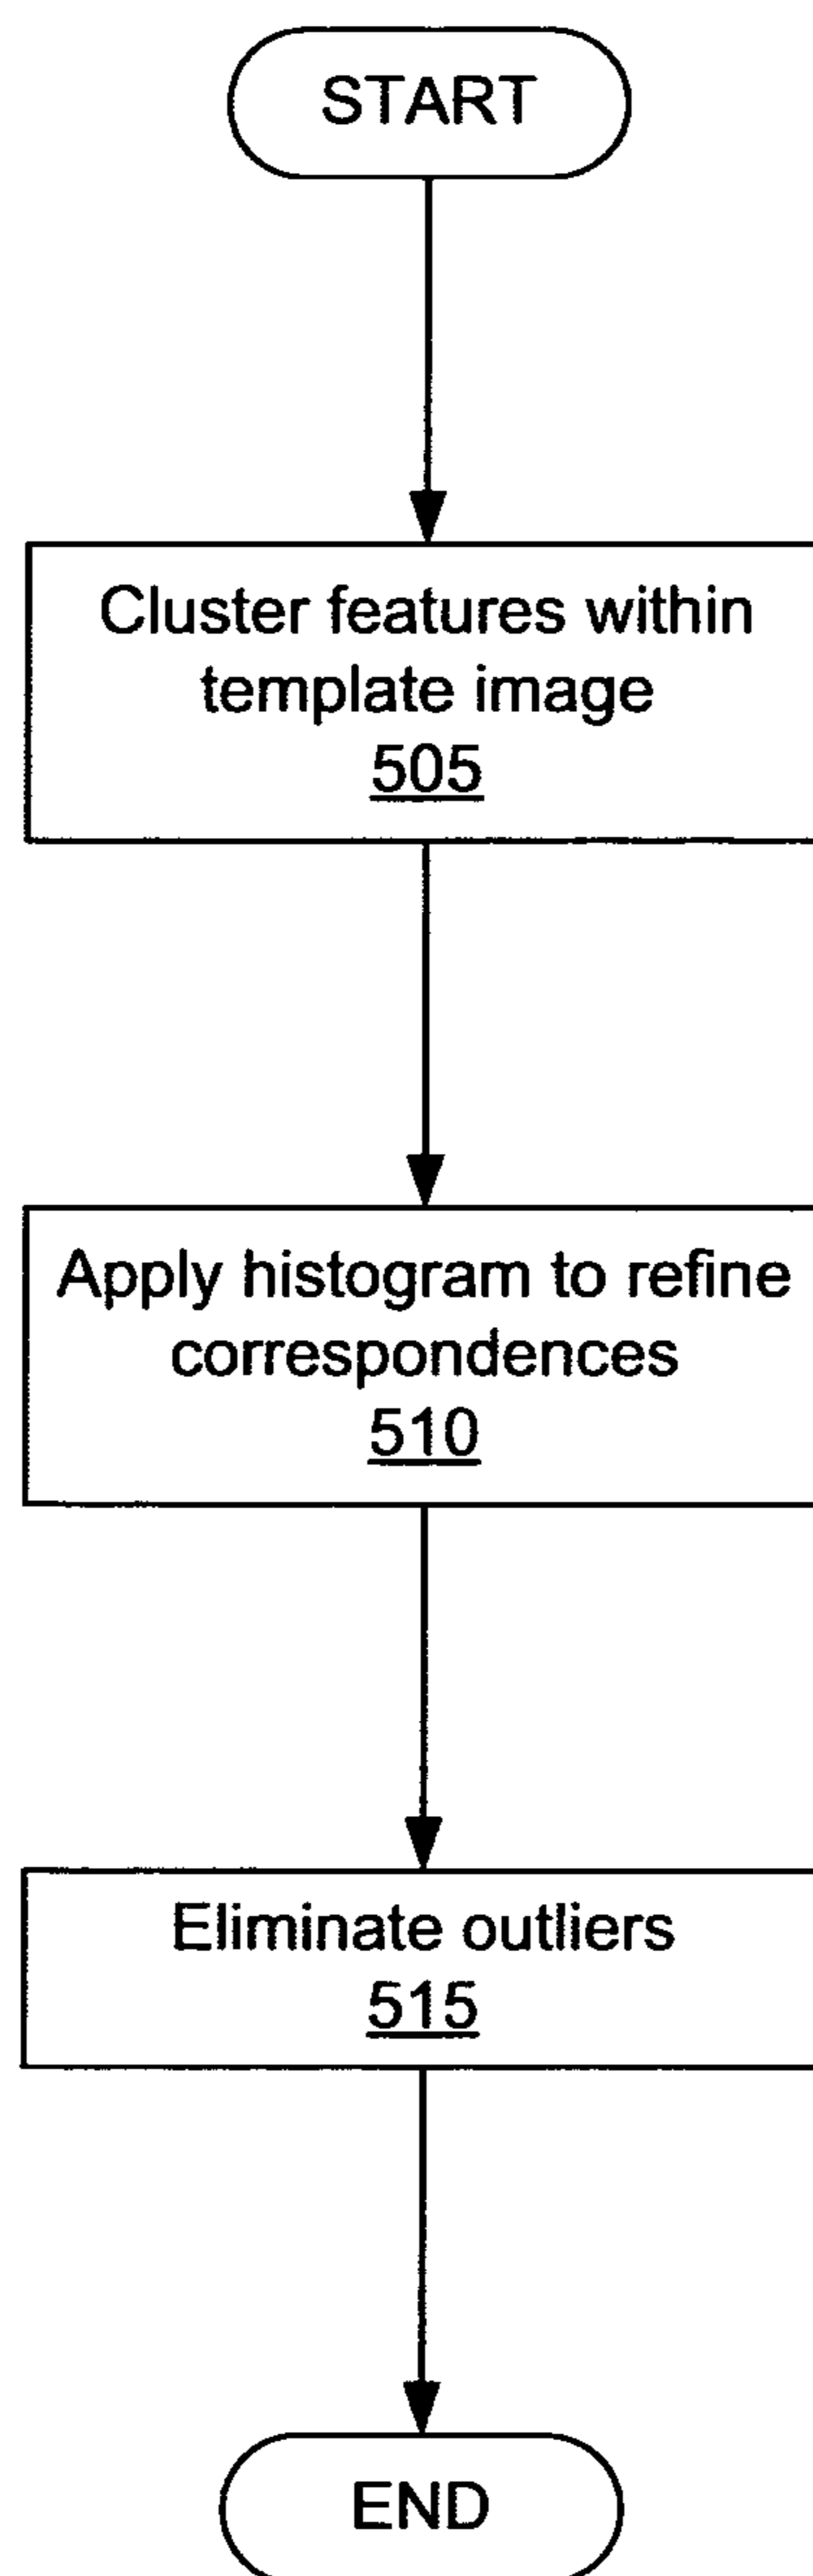 START
Cluster features within
template image
505
Apply histogram to refine
correspondences
510
Eliminate outliers
515
END